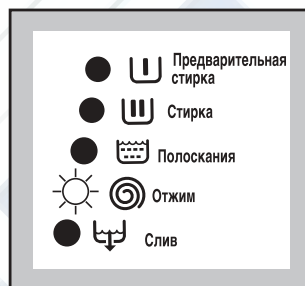 Предварительная
стирка
Стирка
Полоскания
Отжим
Слив